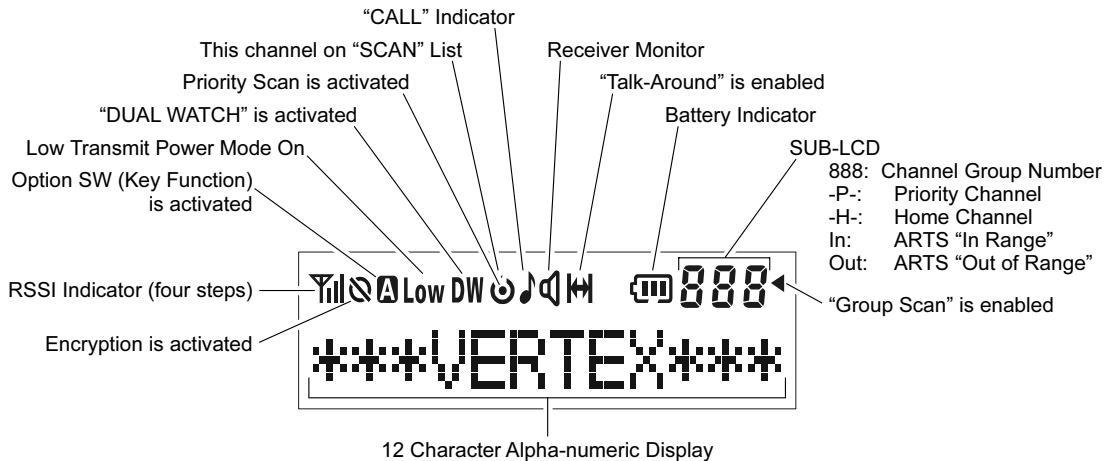 “CALL” Indicator
This channel on “SCAN” List
Receiver Monitor
Priority Scan is activated
“Talk-Around” is enabled
“DUAL WATCH” is activated
Battery Indicator
Low Transmit Power Mode On
SUB-LCD
Option SW (Key Function)
is activated
888: Channel Group Number
-P-: Priority Channel
-H-: Home Channel
In: ARTS “In Range”
Out: ARTS “Out of Range”
RSSI Indicator (four steps)
A Low DW 888
“Group Scan” is enabled
Encryption is activated
***VERTEX***
12 Character Alpha-numeric Display